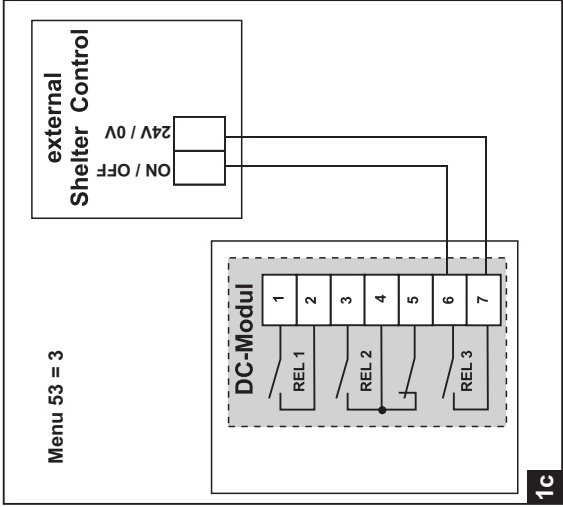 Menu 53 = 3
external
Shelter Control
ON / OFF
24V / 0V
DC-Modul
1
2
3
4
5
6
7
REL 1
REL 2
REL 3
1c